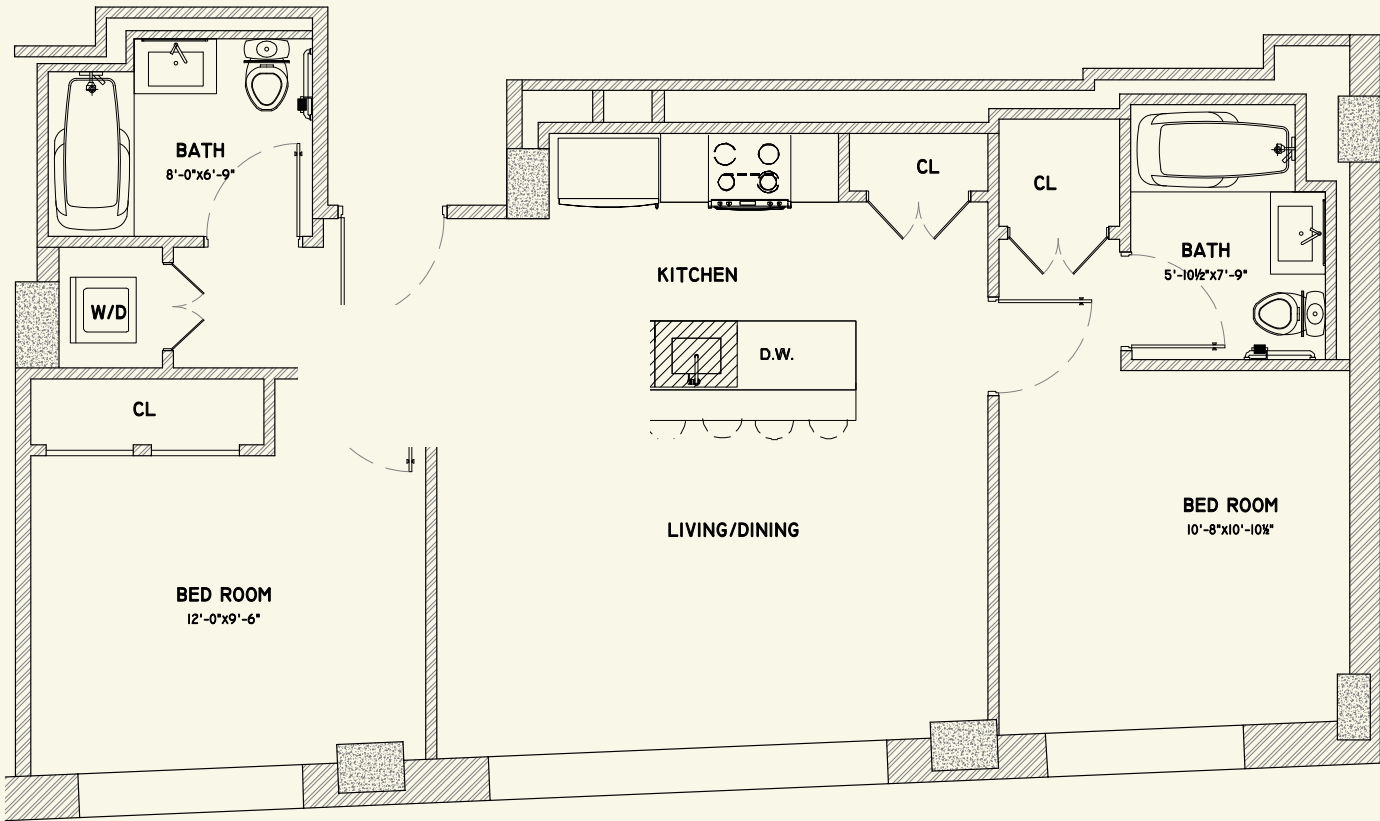 BATH
8'-0"x6'-9"
CL
CL
BATH
5'-10½"x7'-9"
KITCHEN
W/D
D.W.
CL
BED ROOM
10'-8"x10'-10½"
LIVING/DINING
BED ROOM
12'-0"x9'-6"